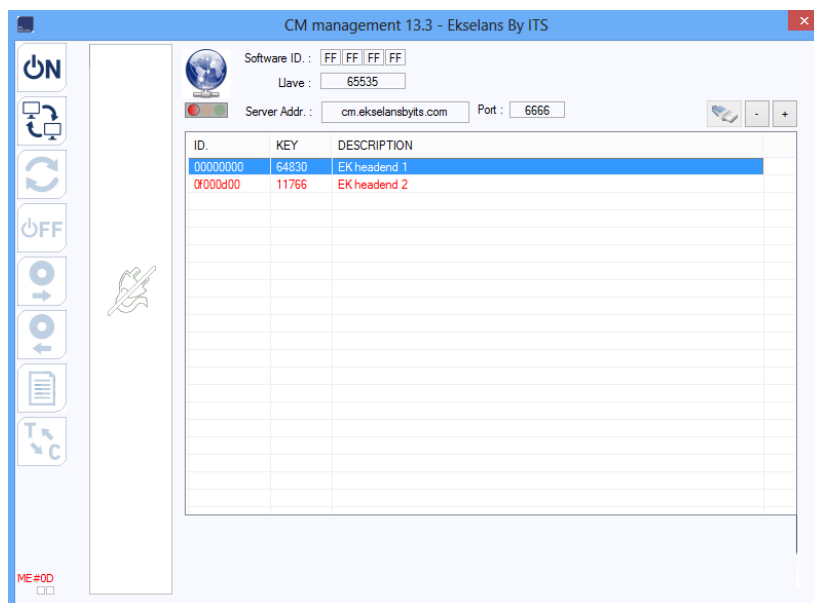 CM management 13.3 - Ekselans By ITS
ON
Software ID. : FF FF FF FF
Llave : 65535
Server Addr. : cm.ekselansbyits.com Port : 6666 - +
ID. KEY DESCRIPTION
00000000 64830 EK headend 1
0f000d00 11766 EK headend 2
OFF
T C
ME#0D